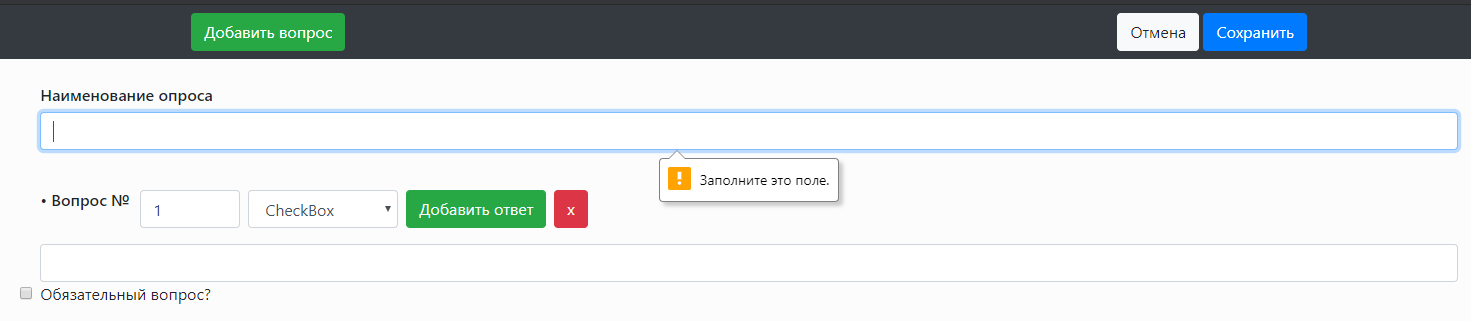 Добавить вопрос Отмена Сохранить
Наименование опроса
Заполните это поле.
• Вопрос № 1 CheckBox Добавить ответ x
Обязательный вопрос?